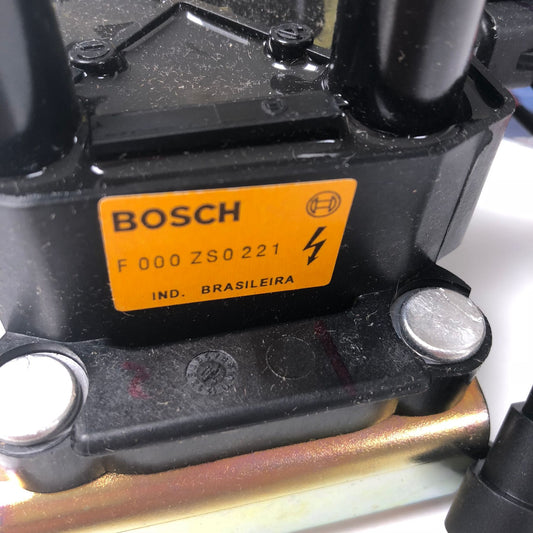 BOSCH
F 000 ZS0 221
IND. BRASILEIRA